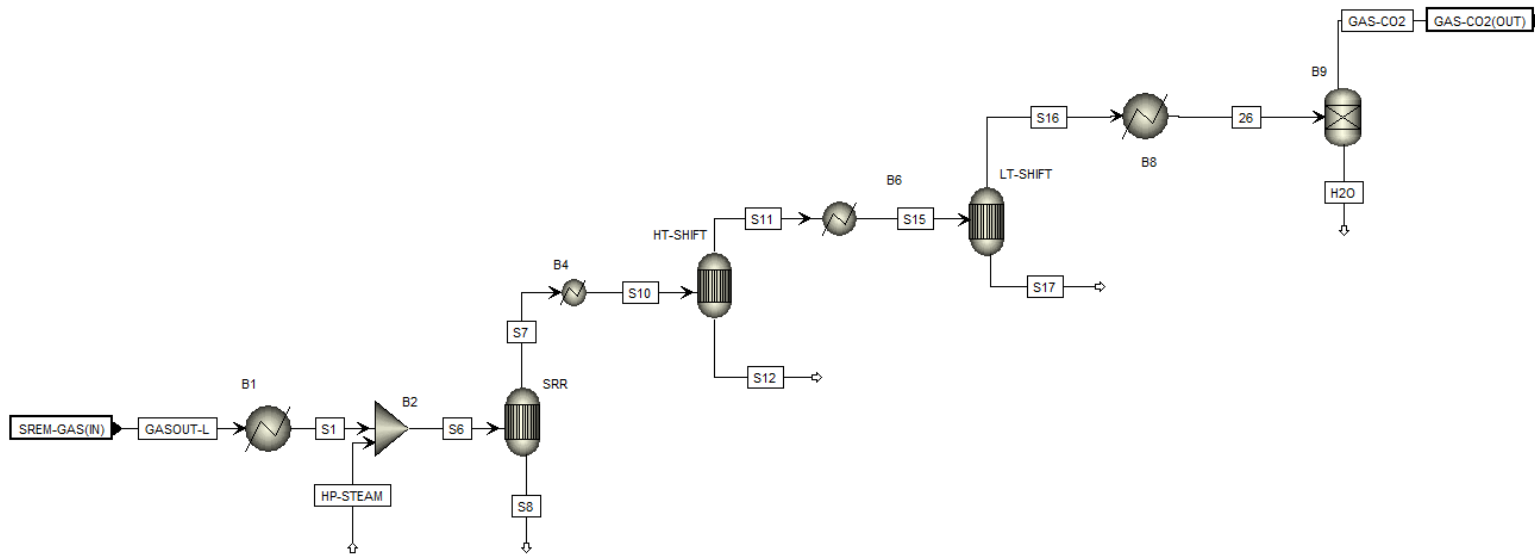 GAS-CO2
GAS-CO2(OUT)
B9
S16
26
B8
H2O
LT-SHIFT
B6
S11
S15
HT-SHIFT
S17
B4
S10
S7
S12
SRR
B1
B2
SREM-GAS(IN)
GASOUT-L
S1
S6
HP-STEAM
S8